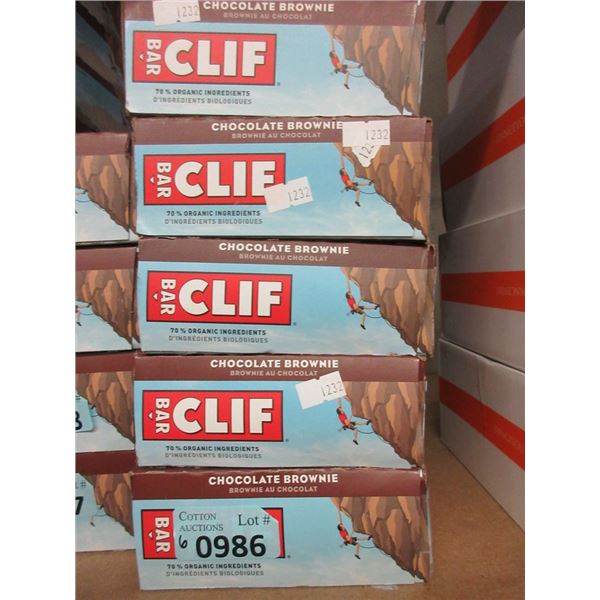 CHOCOLATE BROWNIE
BROWNIE AU CHOCOLAT
1232
CLIF
BAR
70% ORGANIC INGREDIENTS
D'INGRÉDIENTS BIOLOGIQUES
CHOCOLATE BROWNIE
BROWNIE AU CHOCOLAT
1232
CLIF
BAR
1232
70% ORGANIC INGREDIENTS
D'INGRÉDIENTS BIOLOGIQUES
CHOCOLATE BROWNIE
BROWNIE AU CHOCOLAT
CLIF
BAR
70% ORGANIC INGREDIENTS
D'INGRÉDIENTS BIOLOGIQUES
CHOCOLATE BROWNIE
BROWNIE AU CHOCOLAT
1232
CLIF
BAR
70% ORGANIC INGREDIENTS
D'INGRÉDIENTS BIOLOGIQUES
CHOCOLATE BROWNIE
BROWNIE AU CHOCOLAT
BAR
COTTON Lot #
AUCTIONS
6 0986
70% ORGANIC INGREDIENTS
D'INGRÉDIENTS BIOLOGIQUES